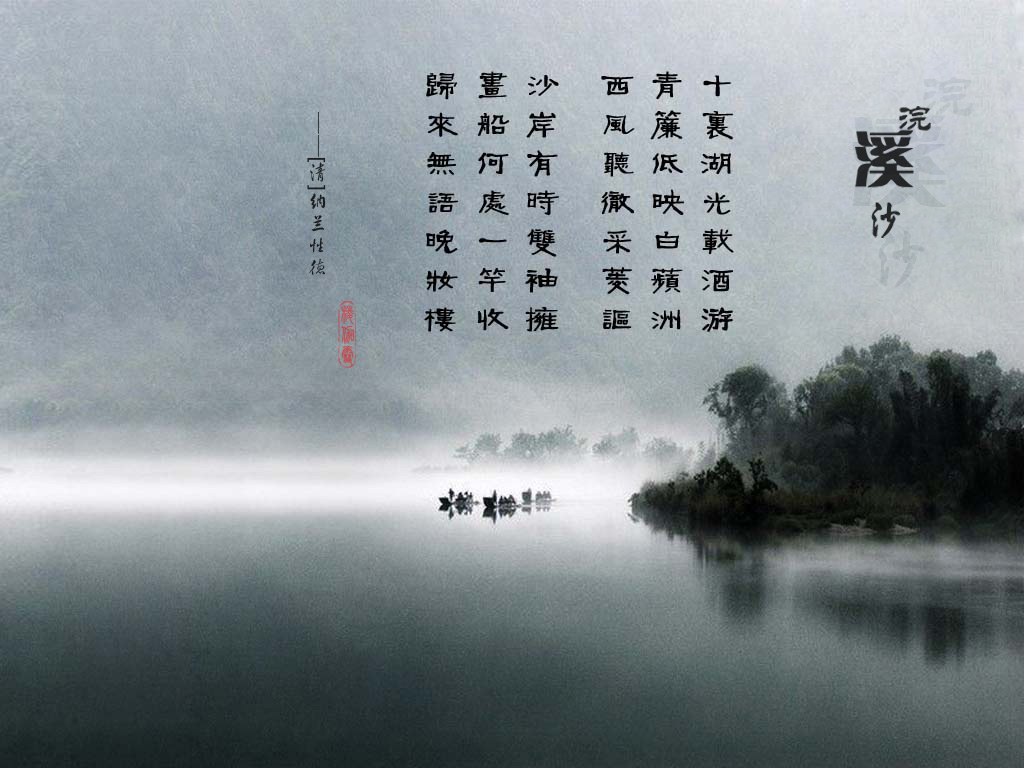 浣溪沙
十裏湖光載酒游
青簾低映白蘋洲
西風聽徹采菱謳
沙岸有時雙袖擁
畫船何處一竿收
歸來無語晚妝樓
——[清]纳兰性德